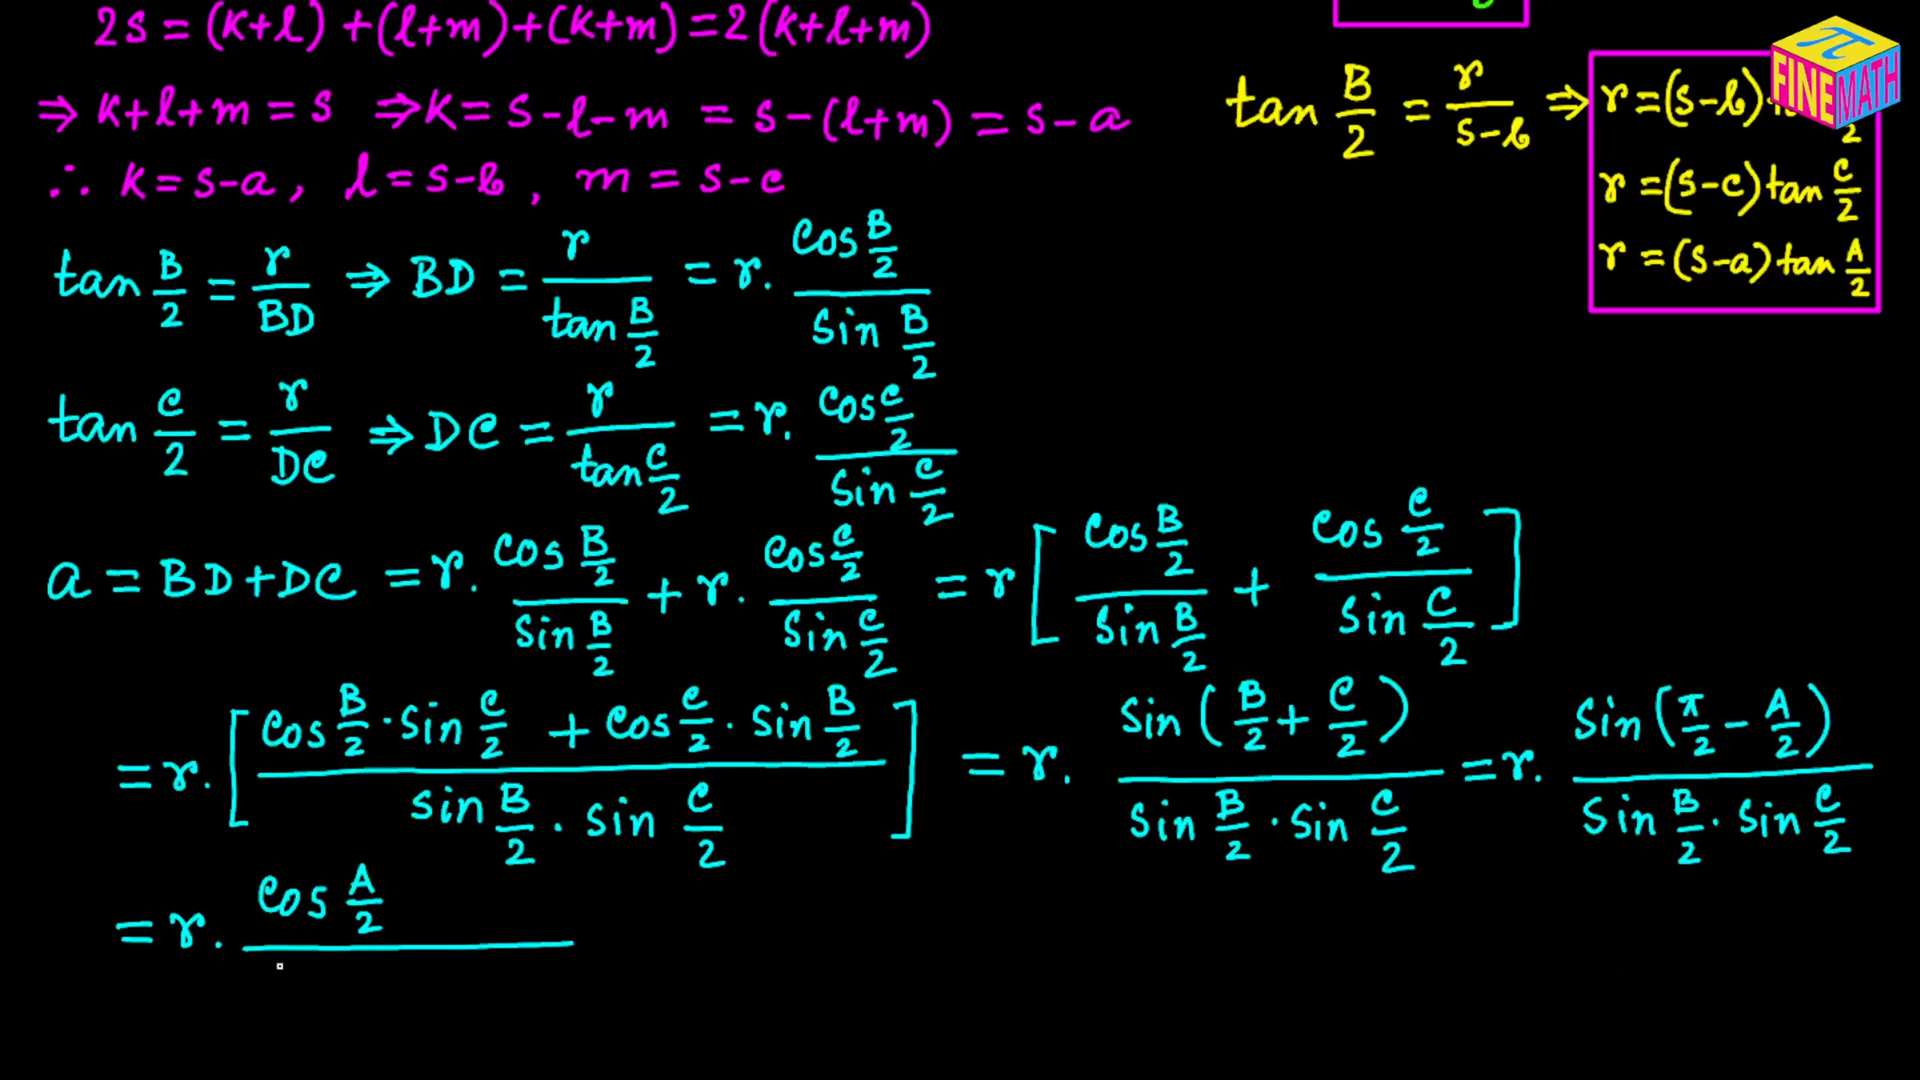 2s = (k+l) + (l+m) + (k+m) = 2(k+l+m)
⇒ k+l+m = s ⇒ k = s-l-m = s-(l+m) = s-a
∴ k = s-a, l = s-b, m = s-c
tan B/2 = r/(s-b) ⇒ r = (s-b).
r = (s-c) tan C/2
r = (s-a) tan A/2
π
FINE MATH
tan B/2 = r/BD ⇒ BD = r/(tan B/2) = r. (cos B/2)/(sin B/2)
tan C/2 = r/DC ⇒ DC = r/(tan C/2) = r. (cos C/2)/(sin C/2)
a = BD+DC = r. (cos B/2)/(sin B/2) + r. (cos C/2)/(sin C/2) = r[(cos B/2)/(sin B/2) + (cos C/2)/(sin C/2)]
= r. [(cos B/2 . sin C/2 + cos C/2 . sin B/2)/(sin B/2 . sin C/2)] = r. (sin(B/2 + C/2))/(sin B/2 . sin C/2) = r. (sin(π/2 - A/2))/(sin B/2 . sin C/2)
= r. cos A/2